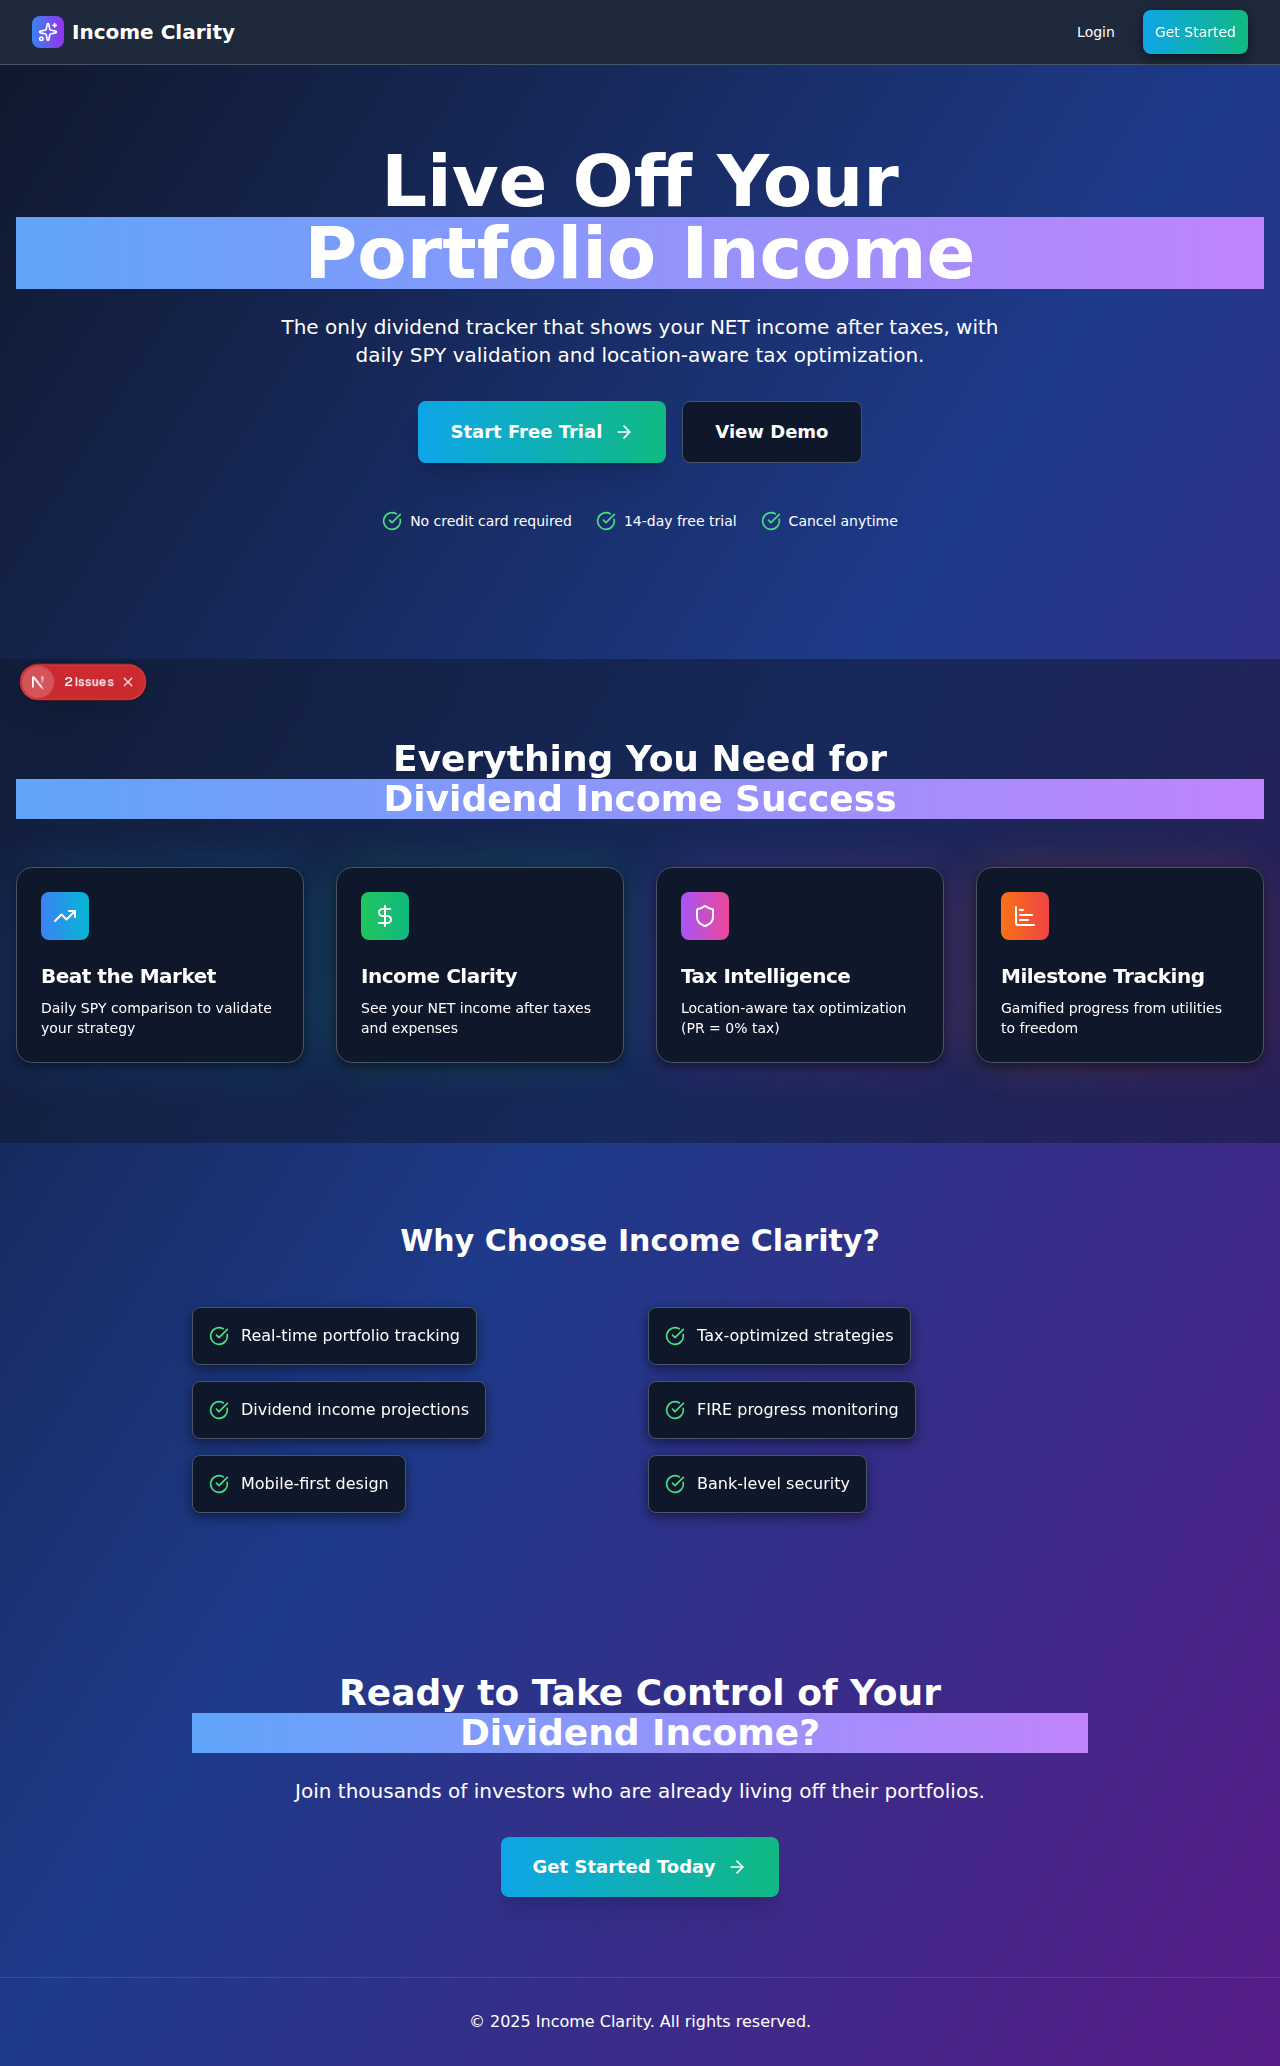 Income Clarity
Login
Get Started
Live Off Your
Portfolio Income
The only dividend tracker that shows your NET income after taxes, with
daily SPY validation and location-aware tax optimization.
Start Free Trial
View Demo
No credit card required
14-day free trial
Cancel anytime
N
2 Issues
Everything You Need for
Dividend Income Success
Beat the Market
Daily SPY comparison to validate
your strategy
Income Clarity
See your NET income after taxes
and expenses
Tax Intelligence
Location-aware tax optimization
(PR = 0% tax)
Milestone Tracking
Gamified progress from utilities
to freedom
Why Choose Income Clarity?
Real-time portfolio tracking
Tax-optimized strategies
Dividend income projections
FIRE progress monitoring
Mobile-first design
Bank-level security
Ready to Take Control of Your
Dividend Income?
Join thousands of investors who are already living off their portfolios.
Get Started Today
© 2025 Income Clarity. All rights reserved.